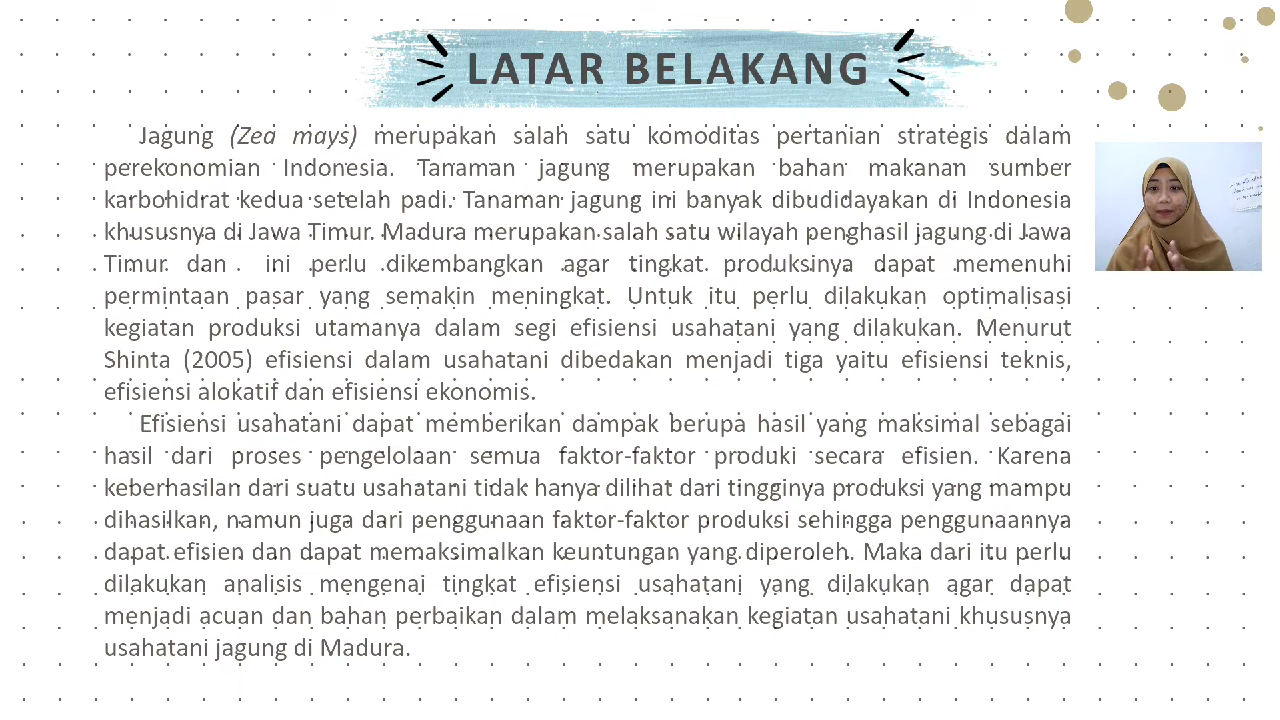 LATAR BELAKANG
Jagung (Zea mays) merupakan salah satu komoditas pertanian strategis dalam
perekonomian Indonesia. Tanaman jagung merupakan bahan makanan sumber
karbohidrat kedua setelah padi. Tanaman jagung ini banyak dibudidayakan di Indonesia
khususnya di Jawa Timur. Madura merupakan salah satu wilayah penghasil jagung di Jawa
Timur dan ini perlu dikembangkan agar tingkat produksinya dapat memenuhi
permintaan pasar yang semakin meningkat. Untuk itu perlu dilakukan optimalisasi
kegiatan produksi utamanya dalam segi efisiensi usahatani yang dilakukan. Menurut
Shinta (2005) efisiensi dalam usahatani dibedakan menjadi tiga yaitu efisiensi teknis,
efisiensi alokatif dan efisiensi ekonomis.
Efisiensi usahatani dapat memberikan dampak berupa hasil yang maksimal sebagai
hasil dari proses pengelolaan semua faktor-faktor produki secara efisien. Karena
keberhasilan dari suatu usahatani tidak hanya dilihat dari tingginya produksi yang mampu
dihasilkan, namun juga dari penggunaan faktor-faktor produksi sehingga penggunaannya
dapat efisien dan dapat memaksimalkan keuntungan yang diperoleh. Maka dari itu perlu
dilakukan analisis mengenai tingkat efisiensi usahatani yang dilakukan agar dapat
menjadi acuan dan bahan perbaikan dalam melaksanakan kegiatan usahatani khususnya
usahatani jagung di Madura.